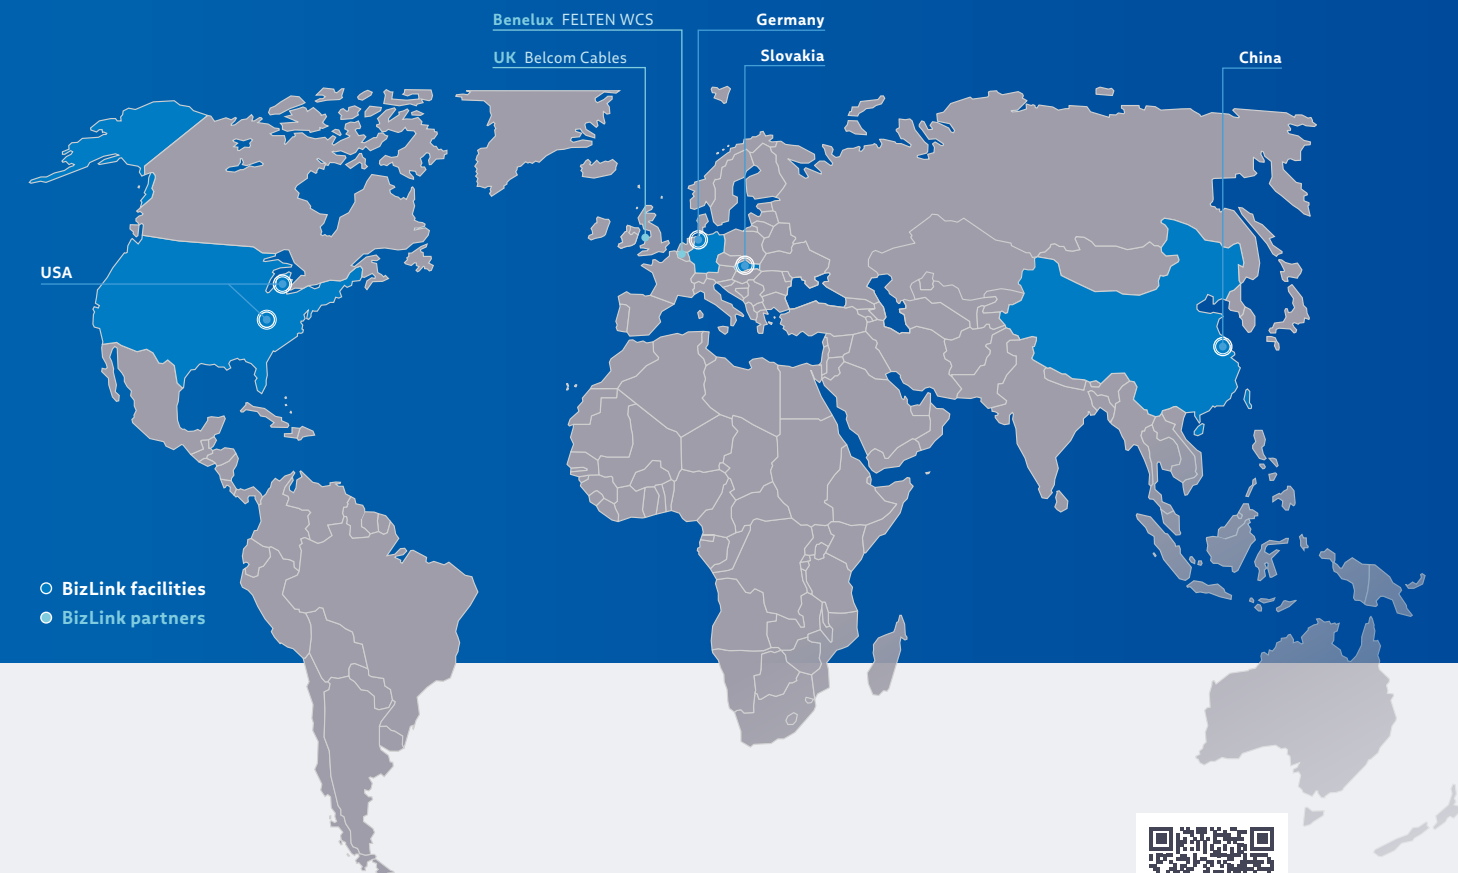 Benelux FELTEN WCS
Germany
UK Belcom Cables
Slovakia
China
USA
BizLink facilities
BizLink partners